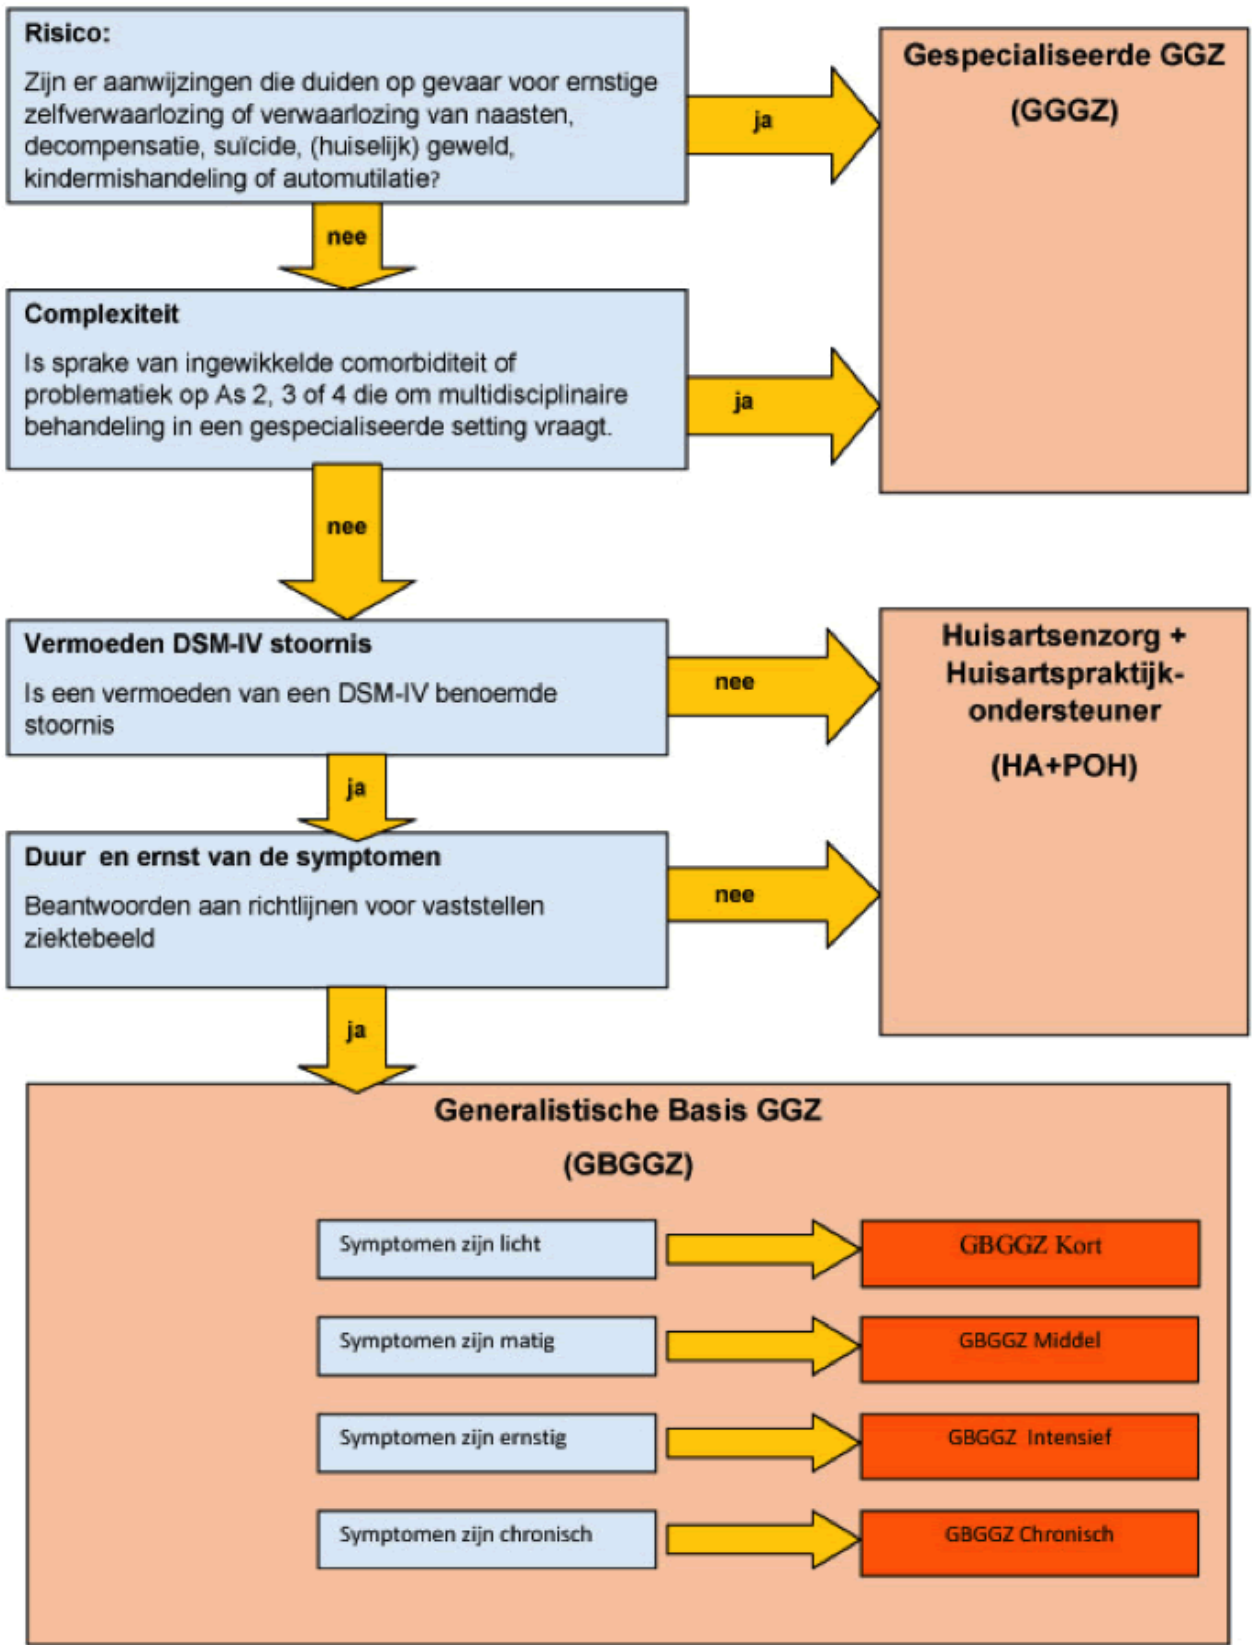 Risico:
Zijn er aanwijzingen die duiden op gevaar voor ernstige
zelfverwaarlozing of verwaarlozing van naasten,
decompensatie, suïcide, (huiselijk) geweld,
kindermishandeling of automutilatie?
ja
Gespecialiseerde GGZ
(GGGZ)
nee
Complexiteit
Is sprake van ingewikkelde comorbiditeit of
problematiek op As 2, 3 of 4 die om multidisciplinaire
behandeling in een gespecialiseerde setting vraagt.
ja
nee
Vermoeden DSM-IV stoornis
Is een vermoeden van een DSM-IV benoemde
stoornis
nee
Huisartsenzorg +
Huisartspraktijk-
ondersteuner
(HA+POH)
ja
Duur en ernst van de symptomen
Beantwoorden aan richtlijnen voor vaststellen
ziektebeeld
nee
ja
Generalistische Basis GGZ
(GBGGZ)
Symptomen zijn licht
GBGGZ Kort
Symptomen zijn matig
GBGGZ Middel
Symptomen zijn ernstig
GBGGZ Intensief
Symptomen zijn chronisch
GBGGZ Chronisch